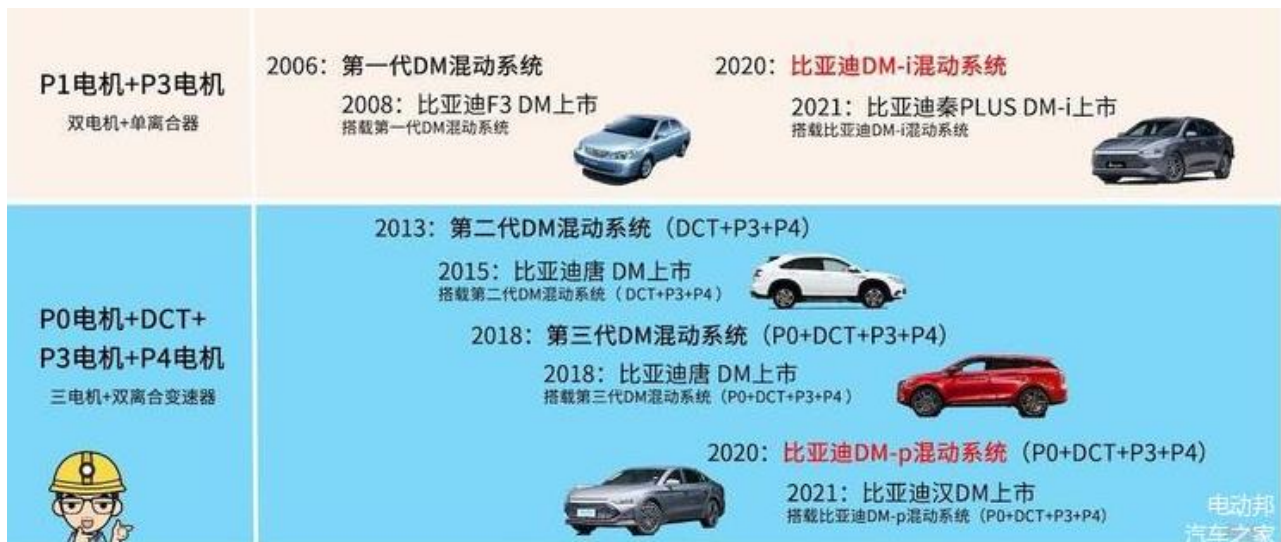 P1电机+P3电机
双电机+单离合器
2006：第一代DM混动系统
2008：比亚迪F3 DM上市
搭载第一代DM混动系统
2020：比亚迪DM-i混动系统
2021：比亚迪秦PLUS DM-i上市
搭载比亚迪DM-i混动系统
P0电机+DCT+
P3电机+P4电机
三电机+双离合变速器
2013：第二代DM混动系统（DCT+P3+P4）
2015：比亚迪唐 DM上市
搭载第二代DM混动系统（ DCT+P3+P4 ）
2018：第三代DM混动系统（P0+DCT+P3+P4）
2018：比亚迪唐 DM上市
搭载第三代DM混动系统（P0+DCT+P3+P4 ）
2020：比亚迪DM-p混动系统（P0+DCT+P3+P4）
2021：比亚迪汉DM上市
搭载比亚迪DM-p混动系统（P0+DCT+P3+P4）
电动邦
汽车之家